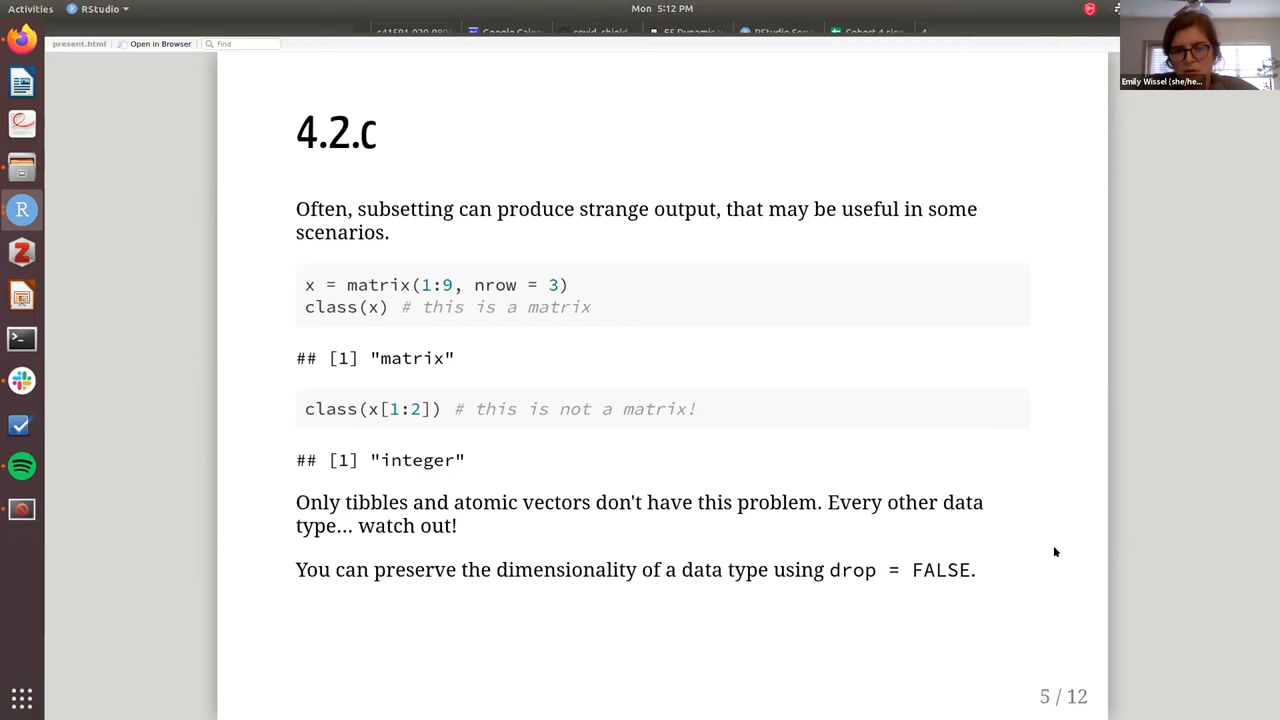 Activities RStudio Mon 5:12 PM
present.html Open in Browser Find
4.2.c
Often, subsetting can produce strange output, that may be useful in some
scenarios.
x = matrix(1:9, nrow = 3)
class(x) # this is a matrix
## [1] "matrix"
class(x[1:2]) # this is not a matrix!
## [1] "integer"
Only tibbles and atomic vectors don't have this problem. Every other data
type... watch out!
You can preserve the dimensionality of a data type using drop = FALSE.
5 / 12
Emily Wissel (she/he...